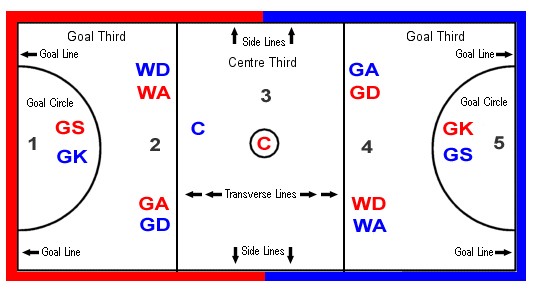 Goal Third
Side Lines
Goal Third
Goal Line
Goal Line
Centre Third
WD
WA
GA
GD
3
Goal Circle
Goal Circle
1
GS
GK
2
C
C
4
GK
GS
5
Transverse Lines
GA
GD
WD
WA
Goal Line
Side Lines
Goal Line